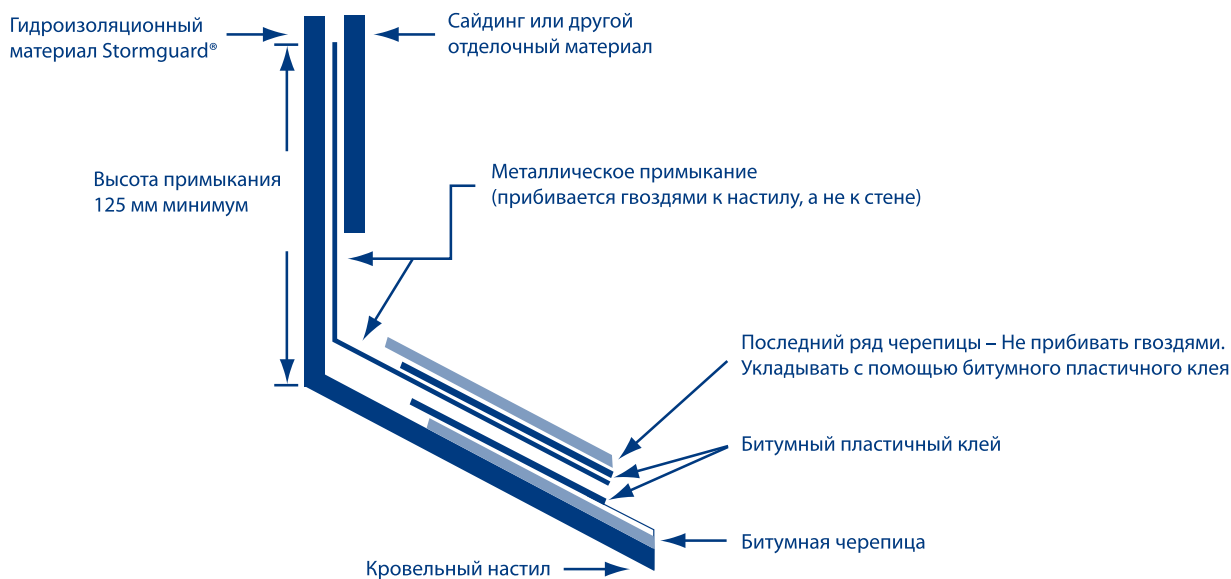 Гидроизоляционный
материал Stormguard®
Сайдинг или другой
отделочный материал
Высота примыкания
125 мм минимум
Металлическое примыкание
(прибивается гвоздями к настилу, а не к стене)
Последний ряд черепицы – Не прибивать гвоздями.
Укладывать с помощью битумного пластичного клея
Битумный пластичный клей
Битумная черепица
Кровельный настил